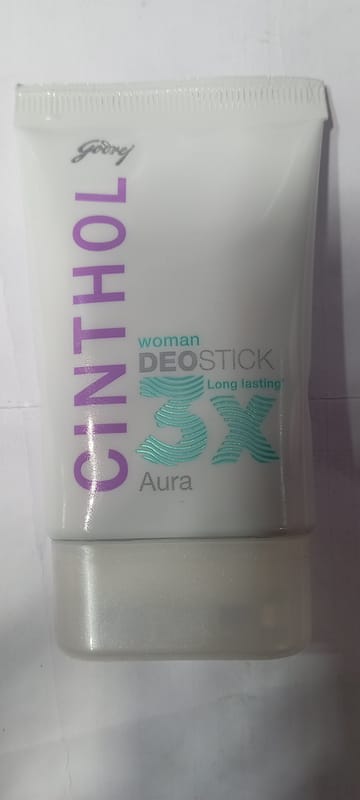 Godrej
CINTHOL
woman
DEOSTICK
3x Long lasting*
Aura